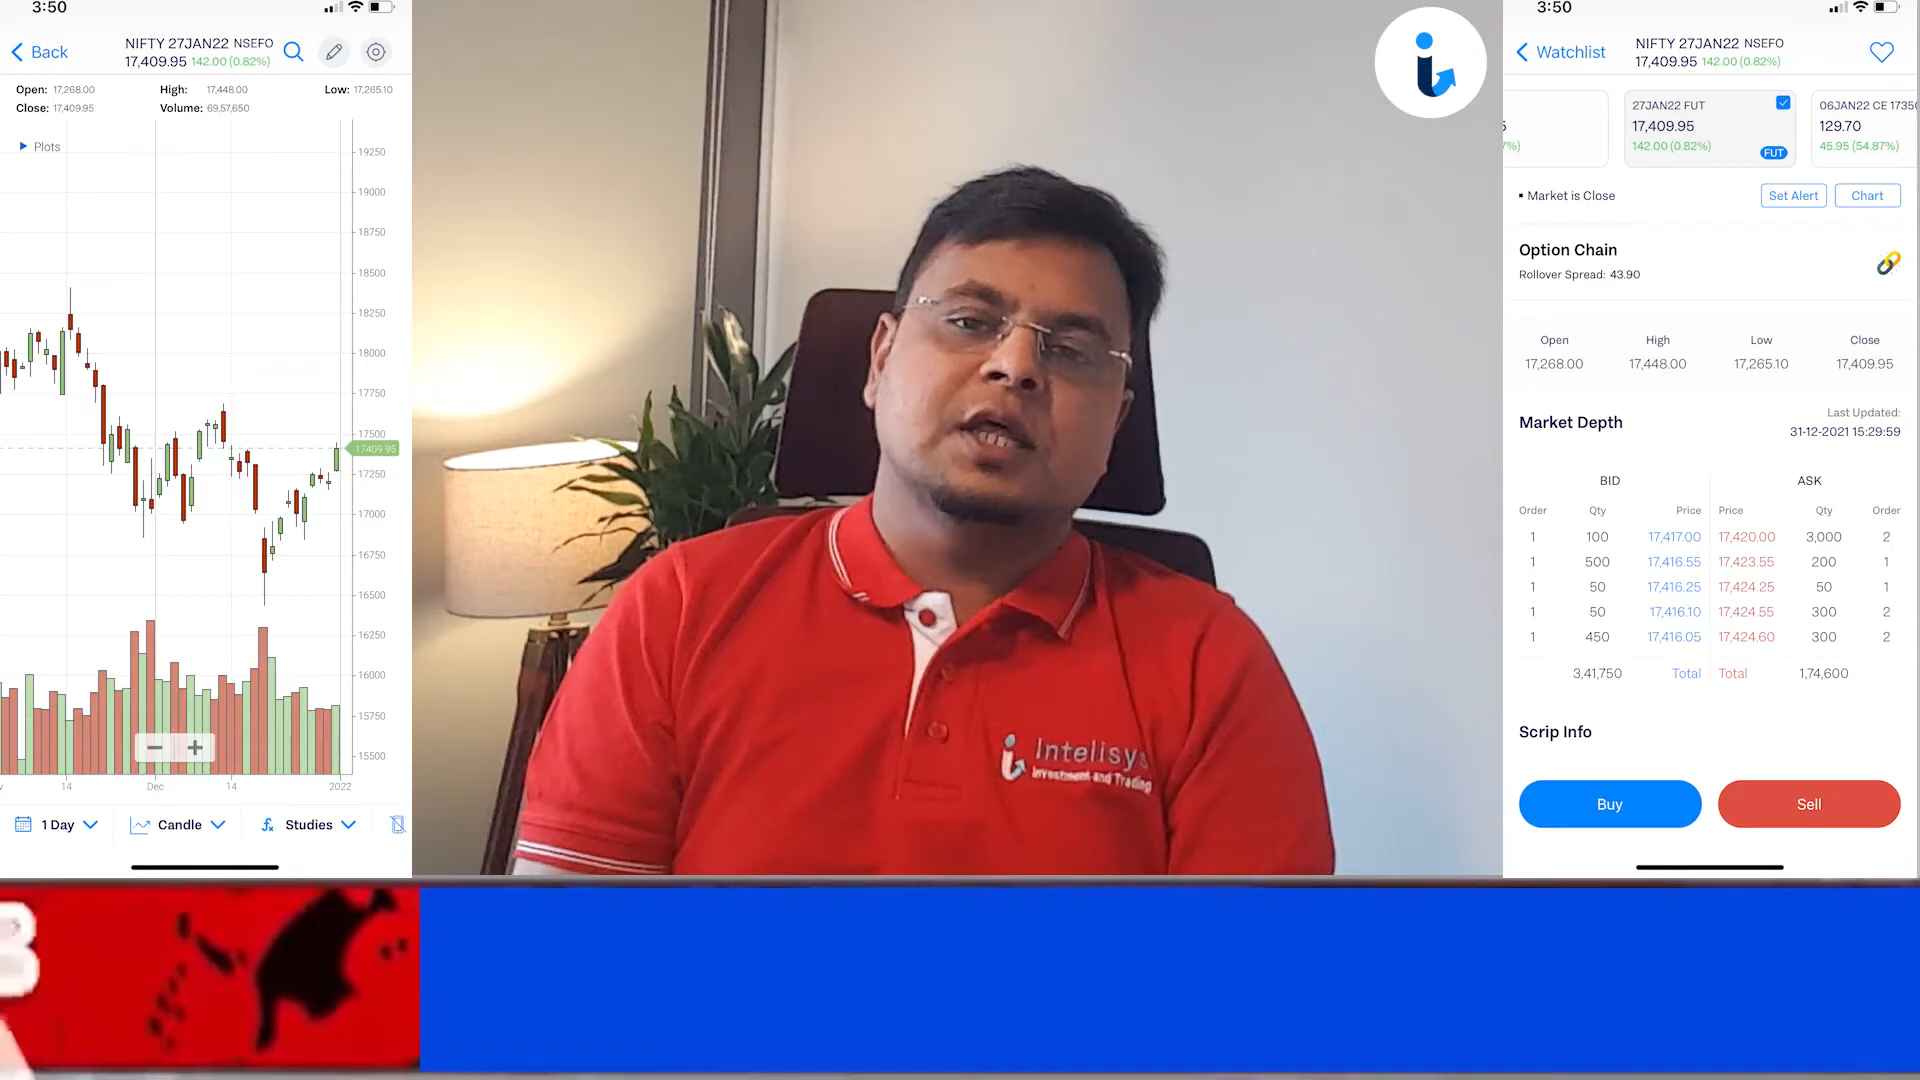 3:50
Back
NIFTY 27JAN22 NSEFO
17,409.95 142.00 (0.82%)
Open: 17,268.00 High: 17,448.00 Low: 17,265.10
Close: 17,409.95 Volume: 69,57,650
Plots
19250
19000
18750
18500
18250
18000
17750
17500
17409.95
17250
17000
16750
16500
16250
16000
15750
15500
14 Dec 14 2022
1 Day Candle Studies
Intelisys
Investment and Trading
3:50
Watchlist
NIFTY 27JAN22 NSEFO
17,409.95 142.00 (0.82%)
27JAN22 FUT
17,409.95
142.00 (0.82%)
FUT
06JAN22 CE 1735
129.70
45.95 (54.87%)
Market is Close
Set Alert
Chart
Option Chain
Rollover Spread: 43.90
Open High Low Close
17,268.00 17,448.00 17,265.10 17,409.95
Market Depth
Last Updated:
31-12-2021 15:29:59
BID ASK
Order Qty Price Price Qty Order
1 100 17,417.00 17,420.00 3,000 2
1 500 17,416.55 17,423.55 200 1
1 50 17,416.25 17,424.25 50 1
1 50 17,416.10 17,424.55 300 2
1 450 17,416.05 17,424.60 300 2
3,41,750 Total Total 1,74,600
Scrip Info
Buy
Sell